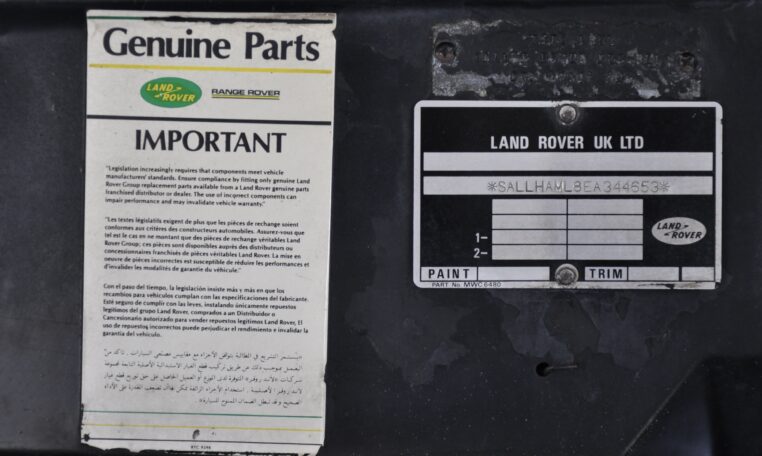 Genuine Parts
LAND
ROVER
RANGE ROVER
IMPORTANT
"Legislation increasingly requires that components meet vehicle
manufacturers' standards. Ensure compliance by fitting only genuine Land
Rover Group replacement parts available from a Land Rover genuine parts
franchised distributor or dealer. The use of incorrect components can
impair performance and may invalidate vehicle warranty."
"Les textes législatifs exigent de plus que les pièces de rechange soient
conformes aux critères des constructeurs automobiles. Assurez-vous que
tel est le cas en ne montant que des pièces de rechange véritables Land
Rover Group; ces pièces sont disponibles auprès des distributeurs ou
concessionnaires franchisés de pièces véritables Land Rover. La mise en
oeuvre de pièces incorrectes est susceptible de réduire les performances et
d'invalider les modalités de garantie du véhicule."
Con el paso del tiempo, la legislación insiste más y más en que los
recambios para vehículos cumplan con las especificaciones del fabricante.
Esté seguro de cumplir con las leyes, instalando únicamente repuestos
legítimos del grupo Land Rover, comprados a un Distribuidor o
Concesionario autorizado para vender repuestos legítimos Land Rover, El
uso de repuestos incorrectos puede perjudicar el rendimiento e invalidar la
garantía del vehículo.
LAND ROVER UK LTD
*SALLHAML8EA344653*
1-
2-
LAND
ROVER
PAINT
TRIM
PART No. MWC 6480